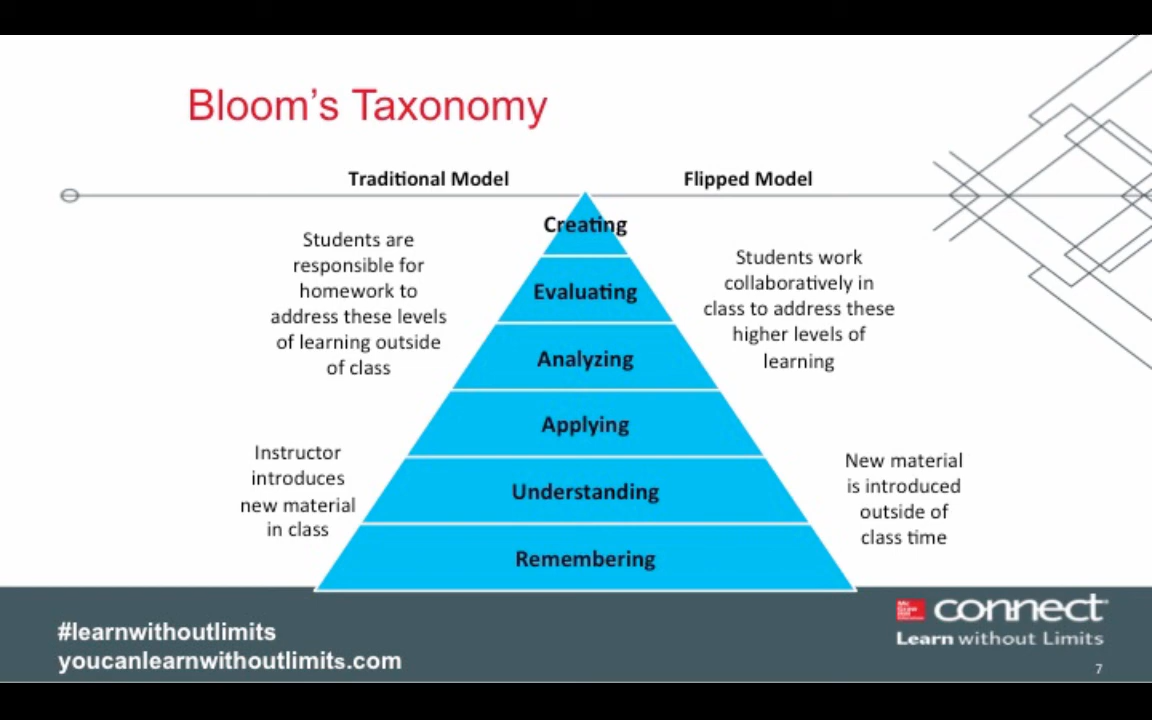 Bloom's Taxonomy
Traditional Model
Flipped Model
Students are
responsible for
homework to
address these levels
of learning outside
of class
Instructor
introduces
new material
in class
Creating
Evaluating
Analyzing
Applying
Understanding
Remembering
Students work
collaboratively in
class to address these
higher levels of
learning
New material
is introduced
outside of
class time
#learnwithoutlimits
youcanlearnwithoutlimits.com
connect®
Learn without Limits
7